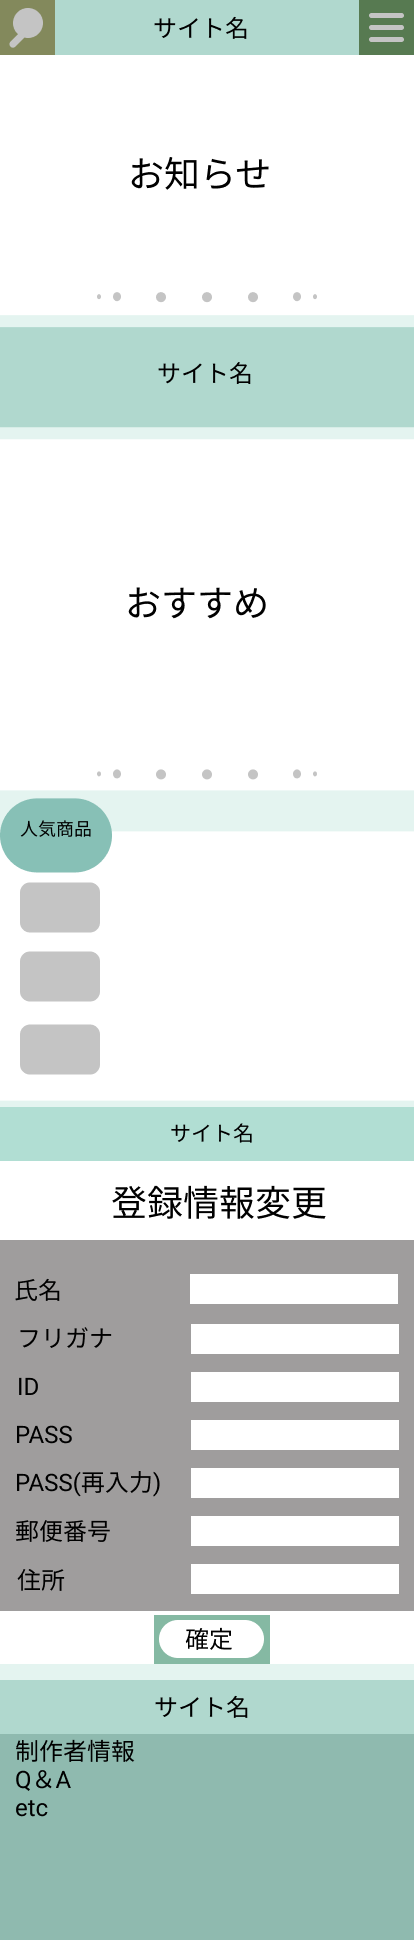 サイト名
お知らせ
サイト名
おすすめ
人気商品
サイト名
登録情報変更
氏名
フリガナ
ID
PASS
PASS(再入力)
郵便番号
住所
確定
サイト名
制作者情報
Q＆A
etc